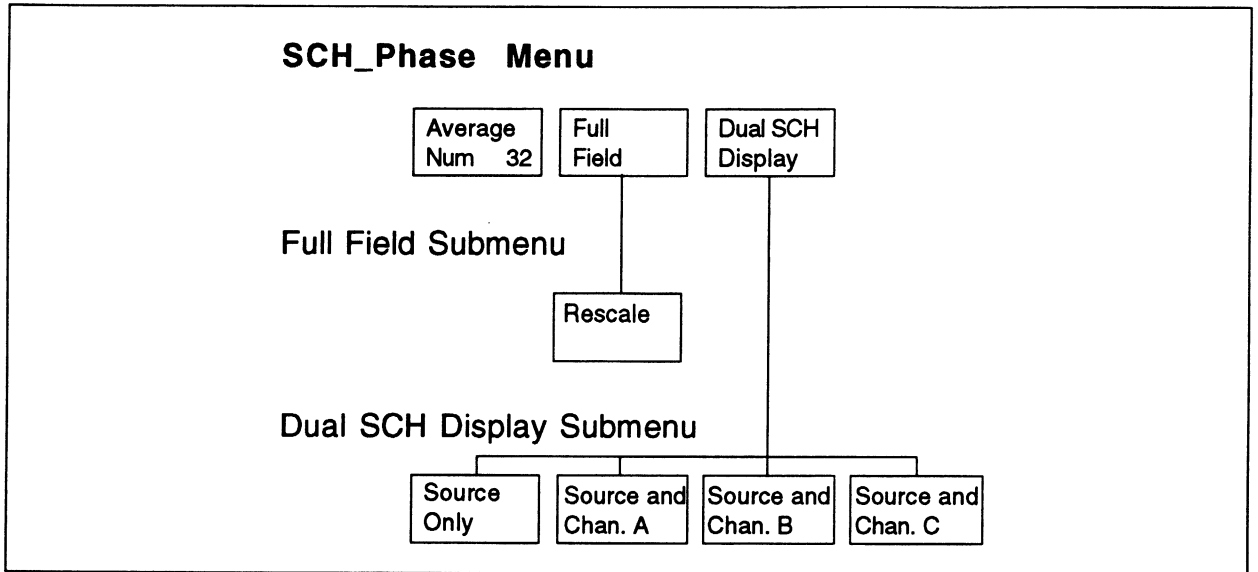 SCH_Phase Menu
Average
Num 32
Full
Field
Dual SCH
Display
Full Field Submenu
Rescale
Dual SCH Display Submenu
Source
Only
Source and
Chan. A
Source and
Chan. B
Source and
Chan. C